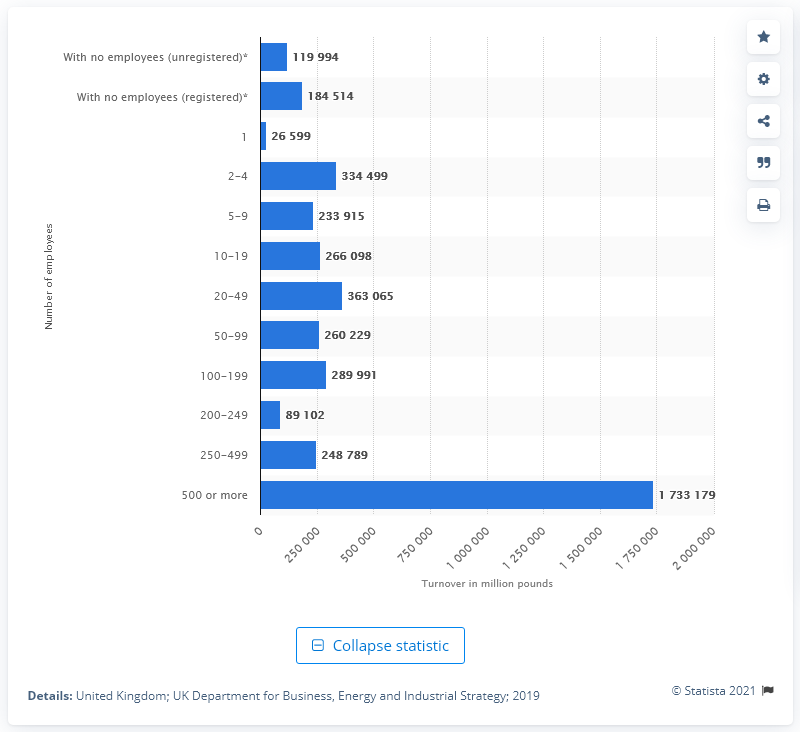 With no employees (unregistered)* 119 994
With no employees (registered)* 184 514
1 26 599
2–4 334 499
5–9 233 915
10–19 266 098
20–49 363 065
50–99 260 229
100–199 289 991
200–249 89 102
250–499 248 789
500 or more 1 733 179
Number of employees
0 250 000 500 000 750 000 1 000 000 1 250 000 1 500 000 1 750 000 2 000 000
Turnover in million pounds
Collapse statistic
© Statista 2021
Details: United Kingdom; UK Department for Business, Energy and Industrial Strategy; 2019